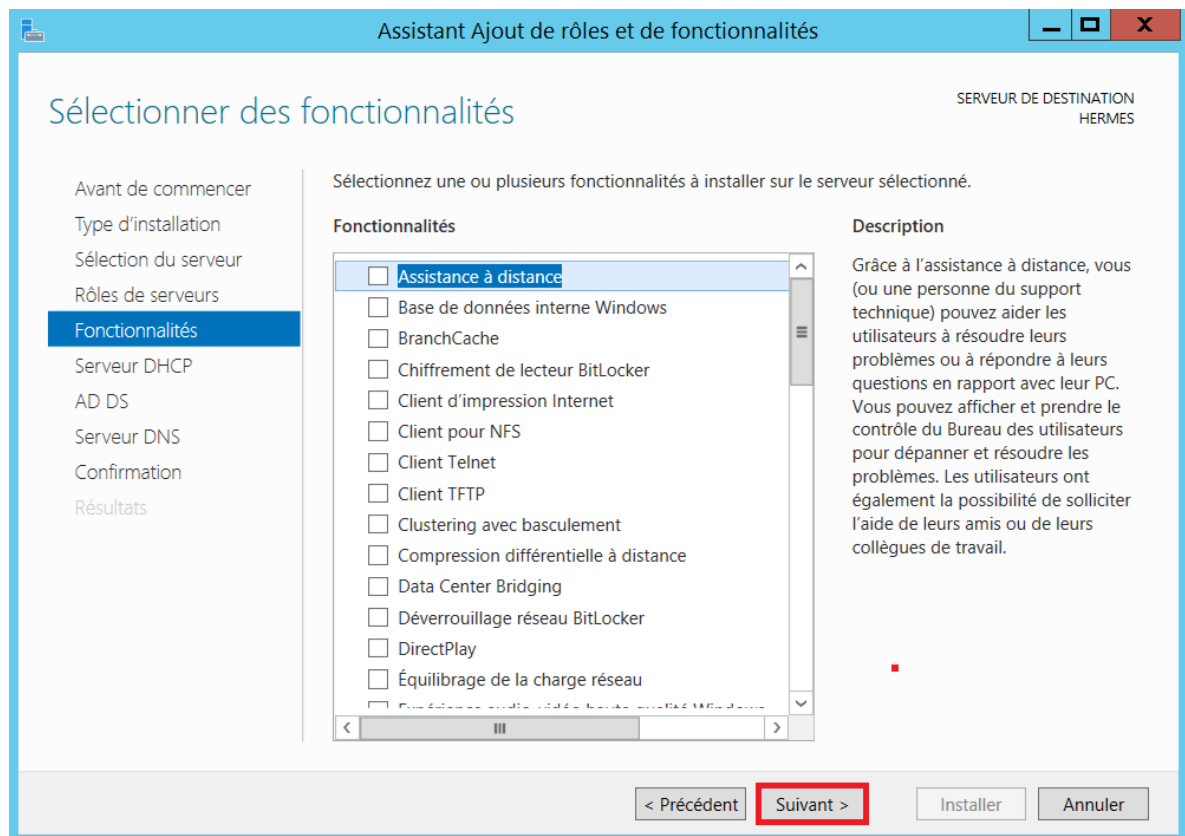 Assistant Ajout de rôles et de fonctionnalités
Sélectionner des fonctionnalités
SERVEUR DE DESTINATION
HERMES
Avant de commencer
Type d'installation
Sélection du serveur
Rôles de serveurs
Fonctionnalités
Serveur DHCP
AD DS
Serveur DNS
Confirmation
Résultats
Sélectionnez une ou plusieurs fonctionnalités à installer sur le serveur sélectionné.
Fonctionnalités
Assistance à distance
Base de données interne Windows
BranchCache
Chiffrement de lecteur BitLocker
Client d'impression Internet
Client pour NFS
Client Telnet
Client TFTP
Clustering avec basculement
Compression différentielle à distance
Data Center Bridging
Déverrouillage réseau BitLocker
DirectPlay
Équilibrage de la charge réseau
Description
Grâce à l'assistance à distance, vous
(ou une personne du support
technique) pouvez aider les
utilisateurs à résoudre leurs
problèmes ou à répondre à leurs
questions en rapport avec leur PC.
Vous pouvez afficher et prendre le
contrôle du Bureau des utilisateurs
pour dépanner et résoudre les
problèmes. Les utilisateurs ont
également la possibilité de solliciter
l'aide de leurs amis ou de leurs
collègues de travail.
< Précédent
Suivant >
Installer
Annuler